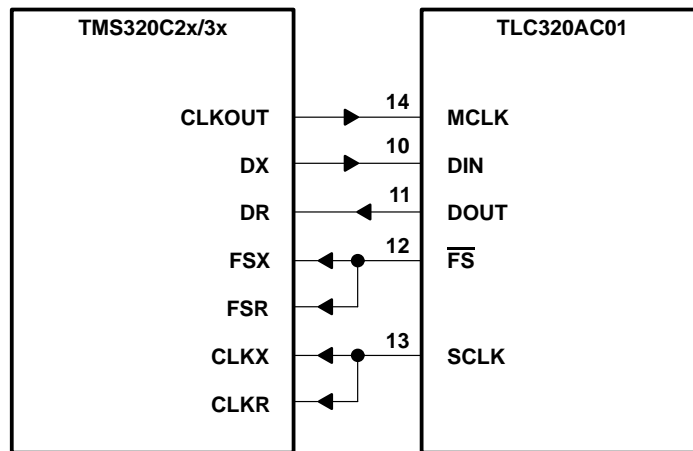 TMS320C2x/3x TLC320AC01
CLKOUT 14 MCLK
DX 10 DIN
DR 11 DOUT
FSX 12 F̅S̅
FSR
CLKX 13 SCLK
CLKR